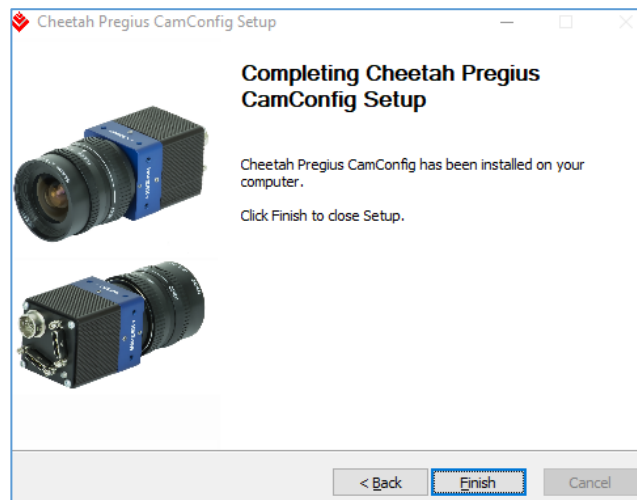 Cheetah Pregius CamConfig Setup
Completing Cheetah Pregius
CamConfig Setup
Cheetah Pregius CamConfig has been installed on your
computer.
Click Finish to close Setup.
< Back
Finish
Cancel